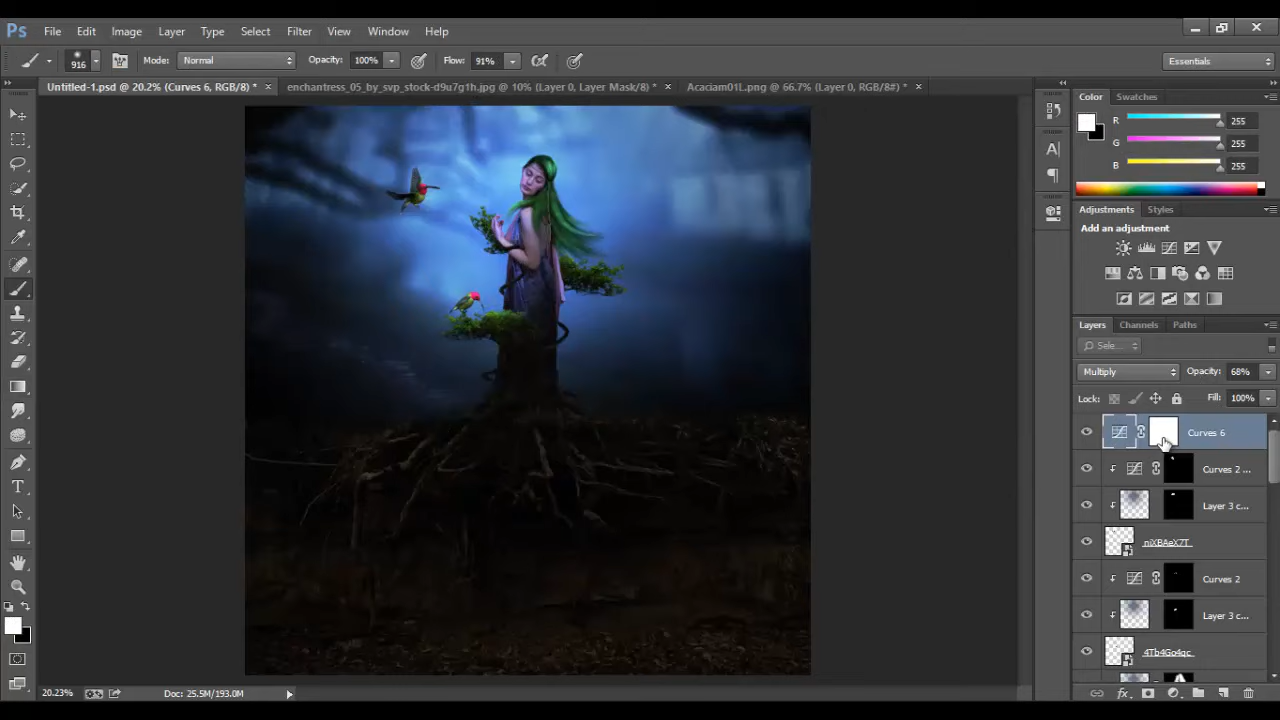 Ps File Edit Image Layer Type Select Filter View Window Help
916 Mode: Normal Opacity: 100% Flow: 91% Essentials
Untitled-1.psd @ 20.2% (Curves 6, RGB/8) * × enchantress_05_by_svp_stock-d9u7g1h.jpg @ 10% (Layer 0, Layer Mask/8) * × Acaciam01L.png @ 66.7% (Layer 0, RGB/8#) * ×
Color Swatches
R 255
G 255
B 255
Adjustments Styles
Add an adjustment
Layers Channels Paths
Sele...
Multiply Opacity: 68%
Lock: Fill: 100%
Curves 6
Curves 2 ...
Layer 3 c...
niXBAeX7T
Curves 2
Layer 3 c...
4Tb4Go4qc
20.23% Doc: 25.5M/193.0M